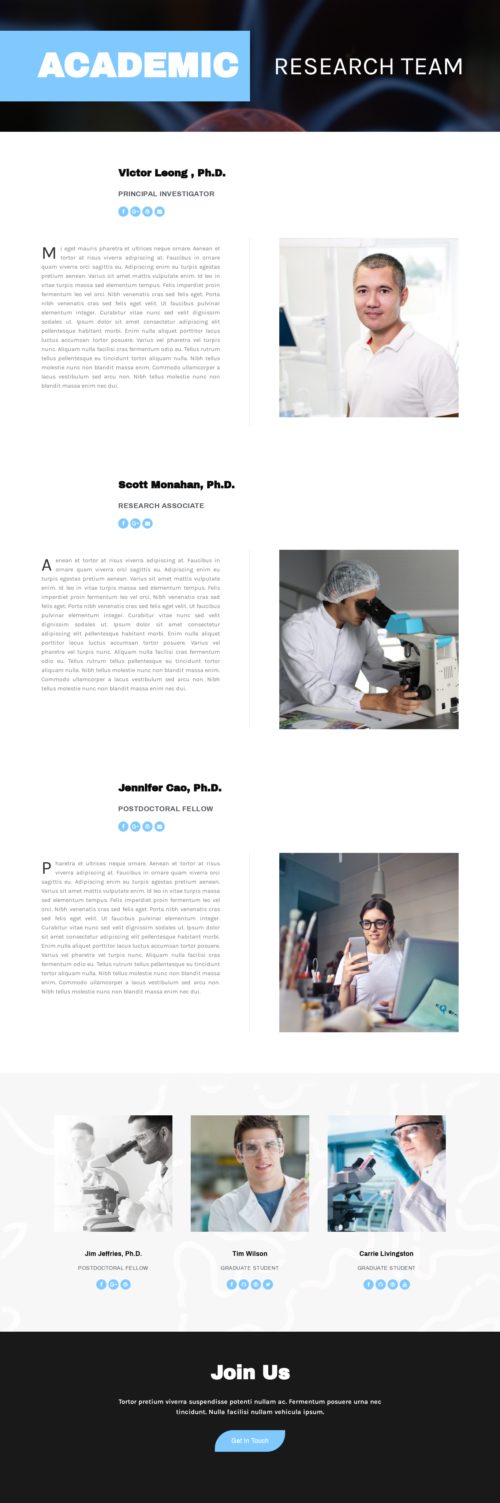 ACADEMIC RESEARCH TEAM
Victor Leong , Ph.D.
PRINCIPAL INVESTIGATOR
Mi eget mauris pharetra et ultrices neque ornare. Aenean et
tortor at risus viverra adipiscing at. Faucibus in ornare
quam viverra orci sagittis eu. Adipiscing enim eu turpis egestas
pretium aenean. Varius sit amet mattis vulputate enim. Id leo in
vitae turpis massa sed elementum tempus. Felis imperdiet proin
fermentum leo vel orci. Nibh venenatis cras sed felis eget. Porta
nibh venenatis cras sed felis eget velit. Ut faucibus pulvinar
elementum integer. Curabitur vitae nunc sed velit dignissim
sodales ut. Ipsum dolor sit amet consectetur adipiscing elit
pellentesque habitant morbi. Enim nulla aliquet porttitor lacus
luctus accumsan tortor posuere. Varius vel pharetra vel turpis
nunc. Aliquam nulla facilisi cras fermentum odio eu. Tellus rutrum
tellus pellentesque eu tincidunt tortor aliquam nulla. Nibh tellus
molestie nunc non blandit massa enim. Commodo ullamcorper a
lacus vestibulum sed arcu non. Nibh tellus molestie nunc non
blandit massa enim nec dui.
Scott Monahan, Ph.D.
RESEARCH ASSOCIATE
Aenean et tortor at risus viverra adipiscing at. Faucibus in
ornare quam viverra orci sagittis eu. Adipiscing enim eu
turpis egestas pretium aenean. Varius sit amet mattis vulputate
enim. Id leo in vitae turpis massa sed elementum tempus. Felis
imperdiet proin fermentum leo vel orci. Nibh venenatis cras sed
felis eget. Porta nibh venenatis cras sed felis eget velit. Ut faucibus
pulvinar elementum integer. Curabitur vitae nunc sed velit
dignissim sodales ut. Ipsum dolor sit amet consectetur
adipiscing elit pellentesque habitant morbi. Enim nulla aliquet
porttitor lacus luctus accumsan tortor posuere. Varius vel
pharetra vel turpis nunc. Aliquam nulla facilisi cras fermentum
odio eu. Tellus rutrum tellus pellentesque eu tincidunt tortor
aliquam nulla. Nibh tellus molestie nunc non blandit massa enim.
Commodo ullamcorper a lacus vestibulum sed arcu non. Nibh
tellus molestie nunc non blandit massa enim nec dui.
Jennifer Cao, Ph.D.
POSTDOCTORAL FELLOW
Pharetra et ultrices neque ornare. Aenean et tortor at risus
viverra adipiscing at. Faucibus in ornare quam viverra orci
sagittis eu. Adipiscing enim eu turpis egestas pretium aenean.
Varius sit amet mattis vulputate enim. Id leo in vitae turpis massa
sed elementum tempus. Felis imperdiet proin fermentum leo vel
orci. Nibh venenatis cras sed felis eget. Porta nibh venenatis cras
sed felis eget velit. Ut faucibus pulvinar elementum integer.
Curabitur vitae nunc sed velit dignissim sodales ut. Ipsum dolor
sit amet consectetur adipiscing elit pellentesque habitant morbi.
Enim nulla aliquet porttitor lacus luctus accumsan tortor posuere.
Varius vel pharetra vel turpis nunc. Aliquam nulla facilisi cras
fermentum odio eu. Tellus rutrum tellus pellentesque eu tincidunt
tortor aliquam nulla. Nibh tellus molestie nunc non blandit massa
enim. Commodo ullamcorper a lacus vestibulum sed arcu non.
Nibh tellus molestie nunc non blandit massa enim nec dui.
Jim Jeffries, Ph.D.
POSTDOCTORAL FELLOW
Tim Wilson
GRADUATE STUDENT
Carrie Livingston
GRADUATE STUDENT
Join Us
Tortor pretium viverra suspendisse potenti nullam ac. Fermentum posuere urna nec
tincidunt. Nulla facilisi nullam vehicula ipsum.
Get In Touch